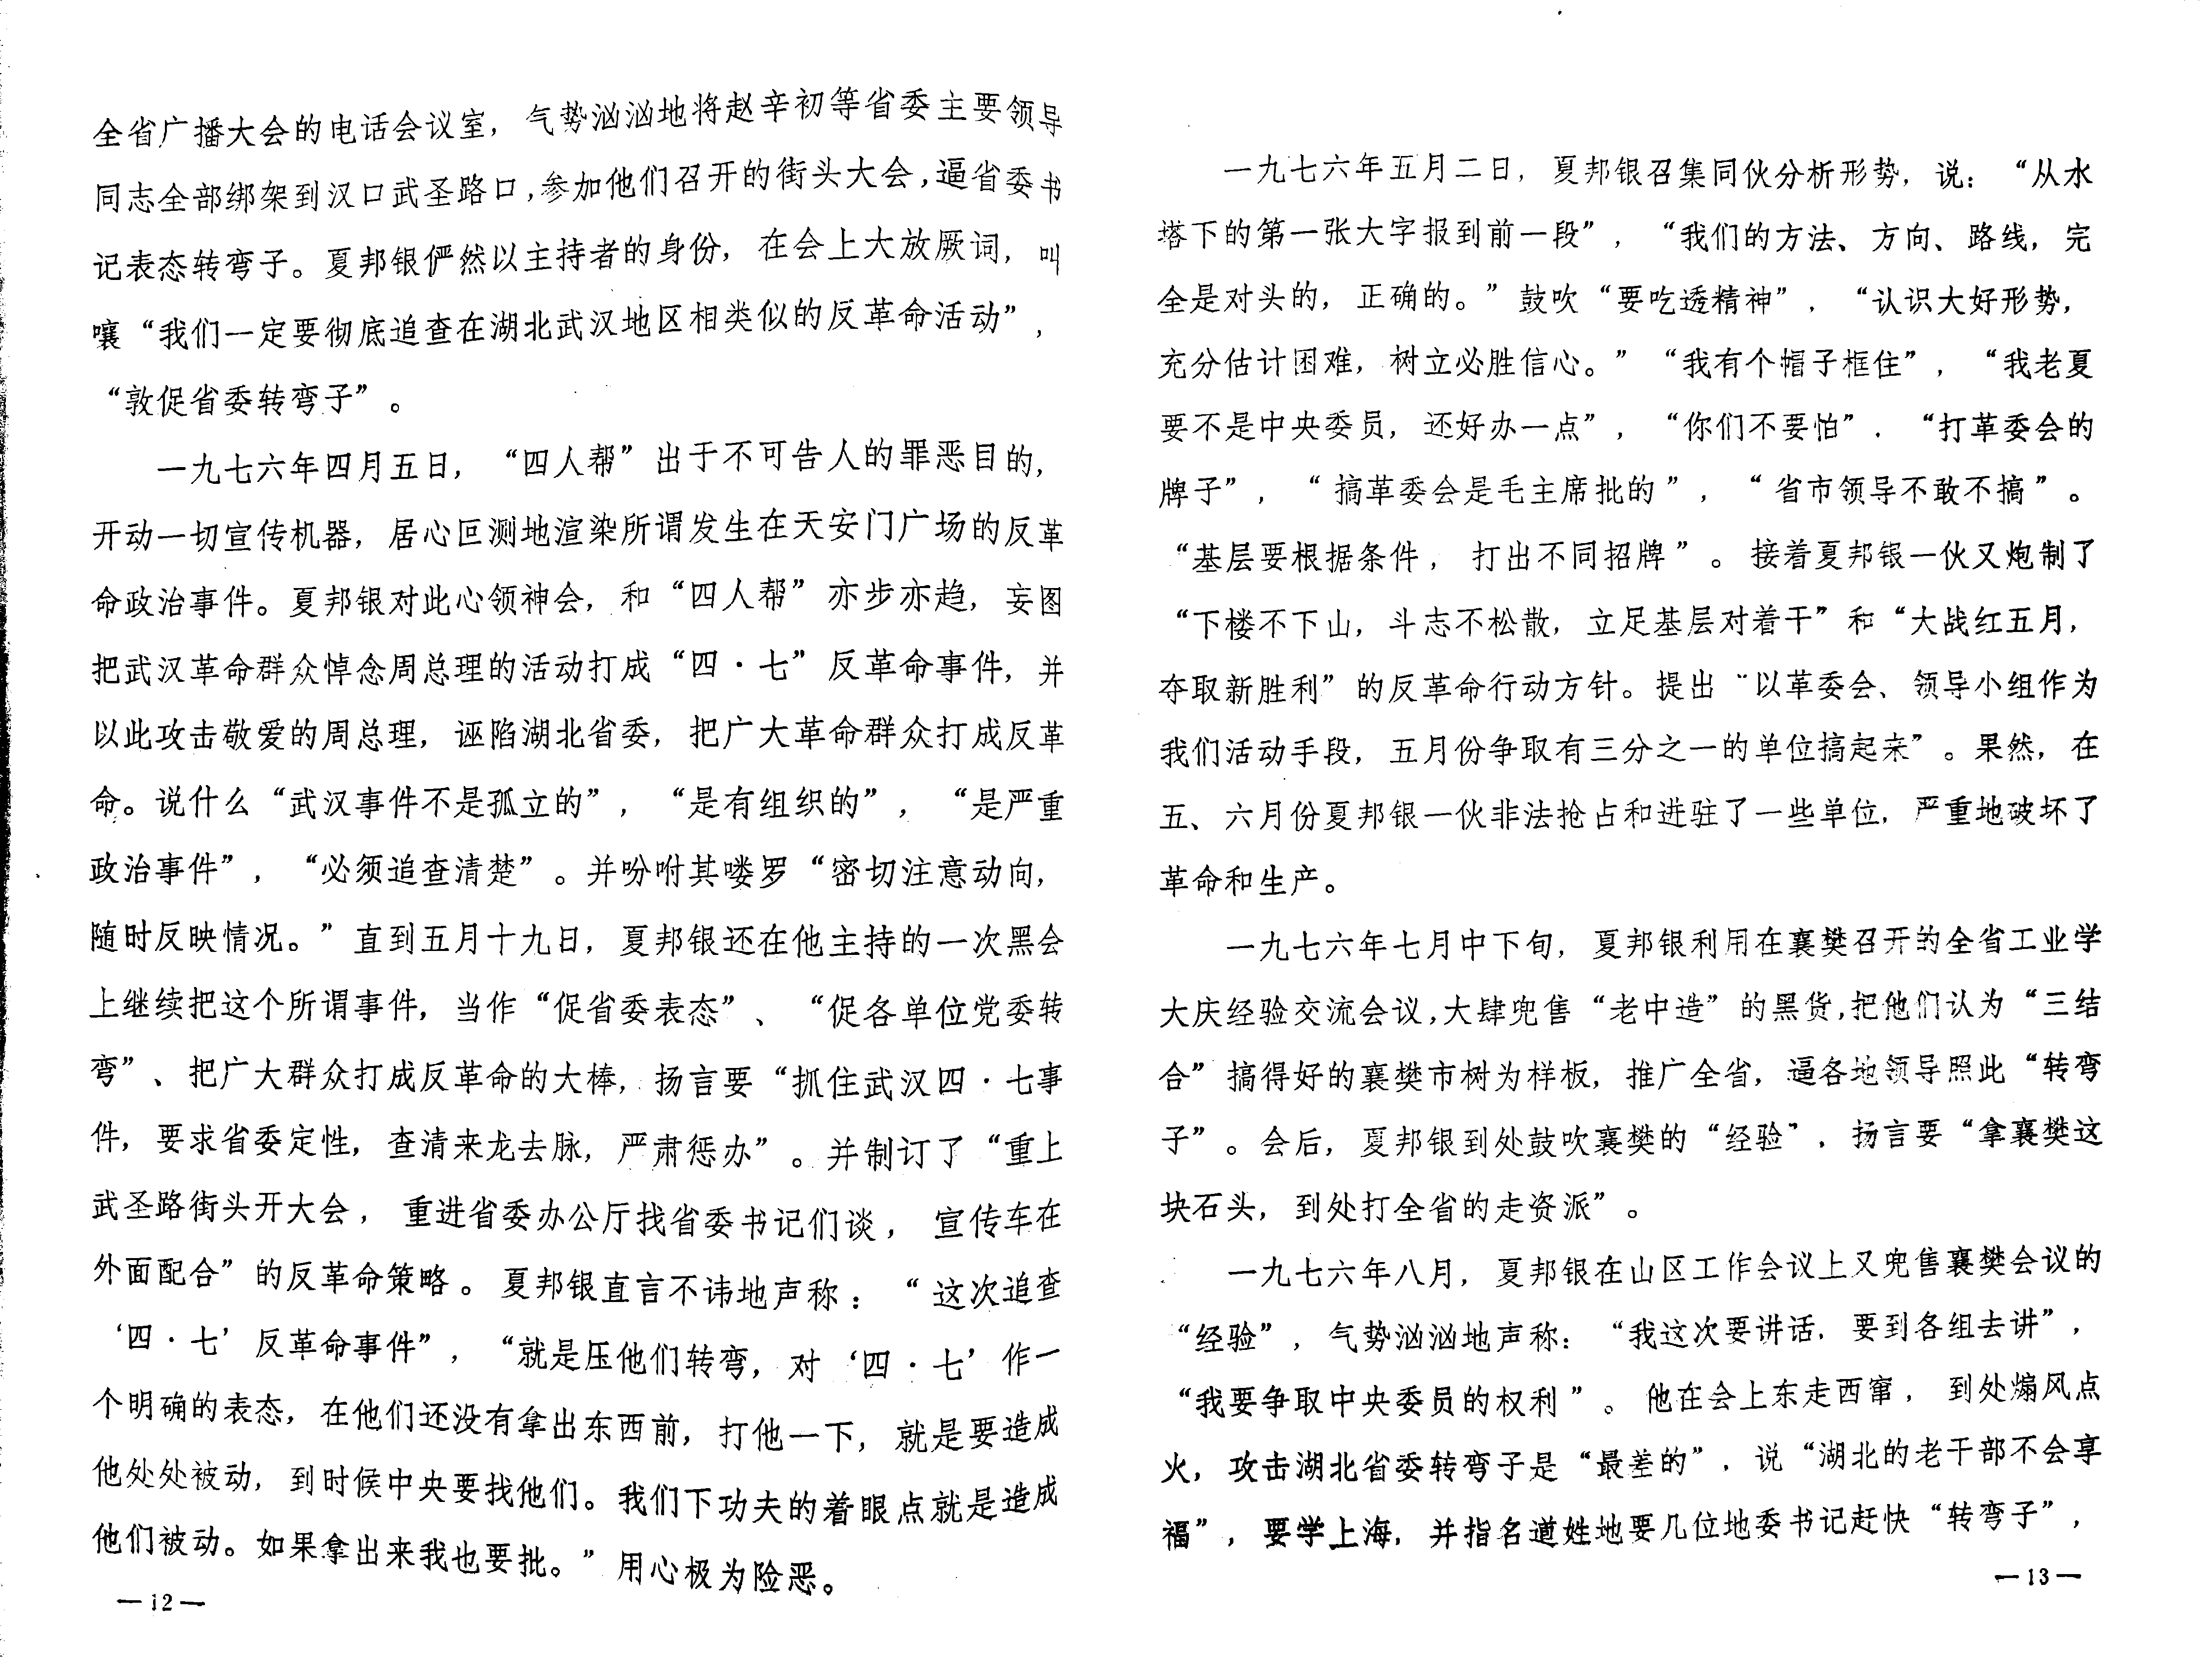 全省广播大会的电话会议室，气势汹汹地将赵辛初等省委主要领导
同志全部绑架到汉口武圣路口，参加他们召开的街头大会，逼省委书
记表态转弯子。夏邦银俨然以主持者的身份，在会上大放厥词，叫
嚷“我们一定要彻底追查在湖北武汉地区相类似的反革命活动”，
“敦促省委转弯子”。
一九七六年四月五日，“四人帮”出于不可告人的罪恶目的，
开动一切宣传机器，居心叵测地渲染所谓发生在天安门广场的反革
命政治事件。夏邦银对此心领神会，和“四人帮”亦步亦趋，妄图
把武汉革命群众悼念周总理的活动打成“四·七”反革命事件，并
以此攻击敬爱的周总理，诬陷湖北省委，把广大革命群众打成反革
命。说什么“武汉事件不是孤立的”，“是有组织的”，“是严重
政治事件”，“必须追查清楚”。并吩咐其喽罗“密切注意动向，
随时反映情况。”直到五月十九日，夏邦银还在他主持的一次黑会
上继续把这个所谓事件，当作“促省委表态”、“促各单位党委转
弯”、把广大群众打成反革命的大棒，扬言要“抓住武汉四·七事
件，要求省委定性，查清来龙去脉，严肃惩办”。并制订了“重上
武圣路街头开大会，重进省委办公厅找省委书记们谈，宣传车在
外面配合”的反革命策略。夏邦银直言不讳地声称：“这次追查
‘四·七’反革命事件”，“就是压他们转弯，对‘四·七’作一
个明确的表态，在他们还没有拿出东西前，打他一下，就是要造成
他处处被动，到时候中央要找他们。我们下功夫的着眼点就是造成
他们被动。如果拿出来我也要批。”用心极为险恶。
—12—
一九七六年五月二日，夏邦银召集同伙分析形势，说：“从水
塔下的第一张大字报到前一段”，“我们的方法、方向、路线，完
全是对头的，正确的。”鼓吹“要吃透精神”，“认识大好形势，
充分估计困难，树立必胜信心。”“我有个帽子框住”，“我老夏
要不是中央委员，还好办一点”，“你们不要怕”．“打革委会的
牌子”，“搞革委会是毛主席批的”，“省市领导不敢不搞”。
“基层要根据条件，打出不同招牌”。接着夏邦银一伙又炮制了
“下楼不下山，斗志不松散，立足基层对着干”和“大战红五月，
夺取新胜利”的反革命行动方针。提出“以革委会、领导小组作为
我们活动手段，五月份争取有三分之一的单位搞起来”。果然，在
五、六月份夏邦银一伙非法抢占和进驻了一些单位，严重地破坏了
革命和生产。
一九七六年七月中下旬，夏邦银利用在襄樊召开的全省工业学
大庆经验交流会议，大肆兜售“老中造”的黑货，把他们认为“三结
合”搞得好的襄樊市树为样板，推广全省，逼各地领导照此“转弯
子”。会后，夏邦银到处鼓吹襄樊的“经验”，扬言要“拿襄樊这
块石头，到处打全省的走资派”。
一九七六年八月，夏邦银在山区工作会议上又兜售襄樊会议的
“经验”，气势汹汹地声称：“我这次要讲话，要到各组去讲”，
“我要争取中央委员的权利”。他在会上东走西窜，到处煽风点
火，攻击湖北省委转弯子是“最差的”，说“湖北的老干部不会享
福”，要学上海，并指名道姓地要几位地委书记赶快“转弯子”，
—13—